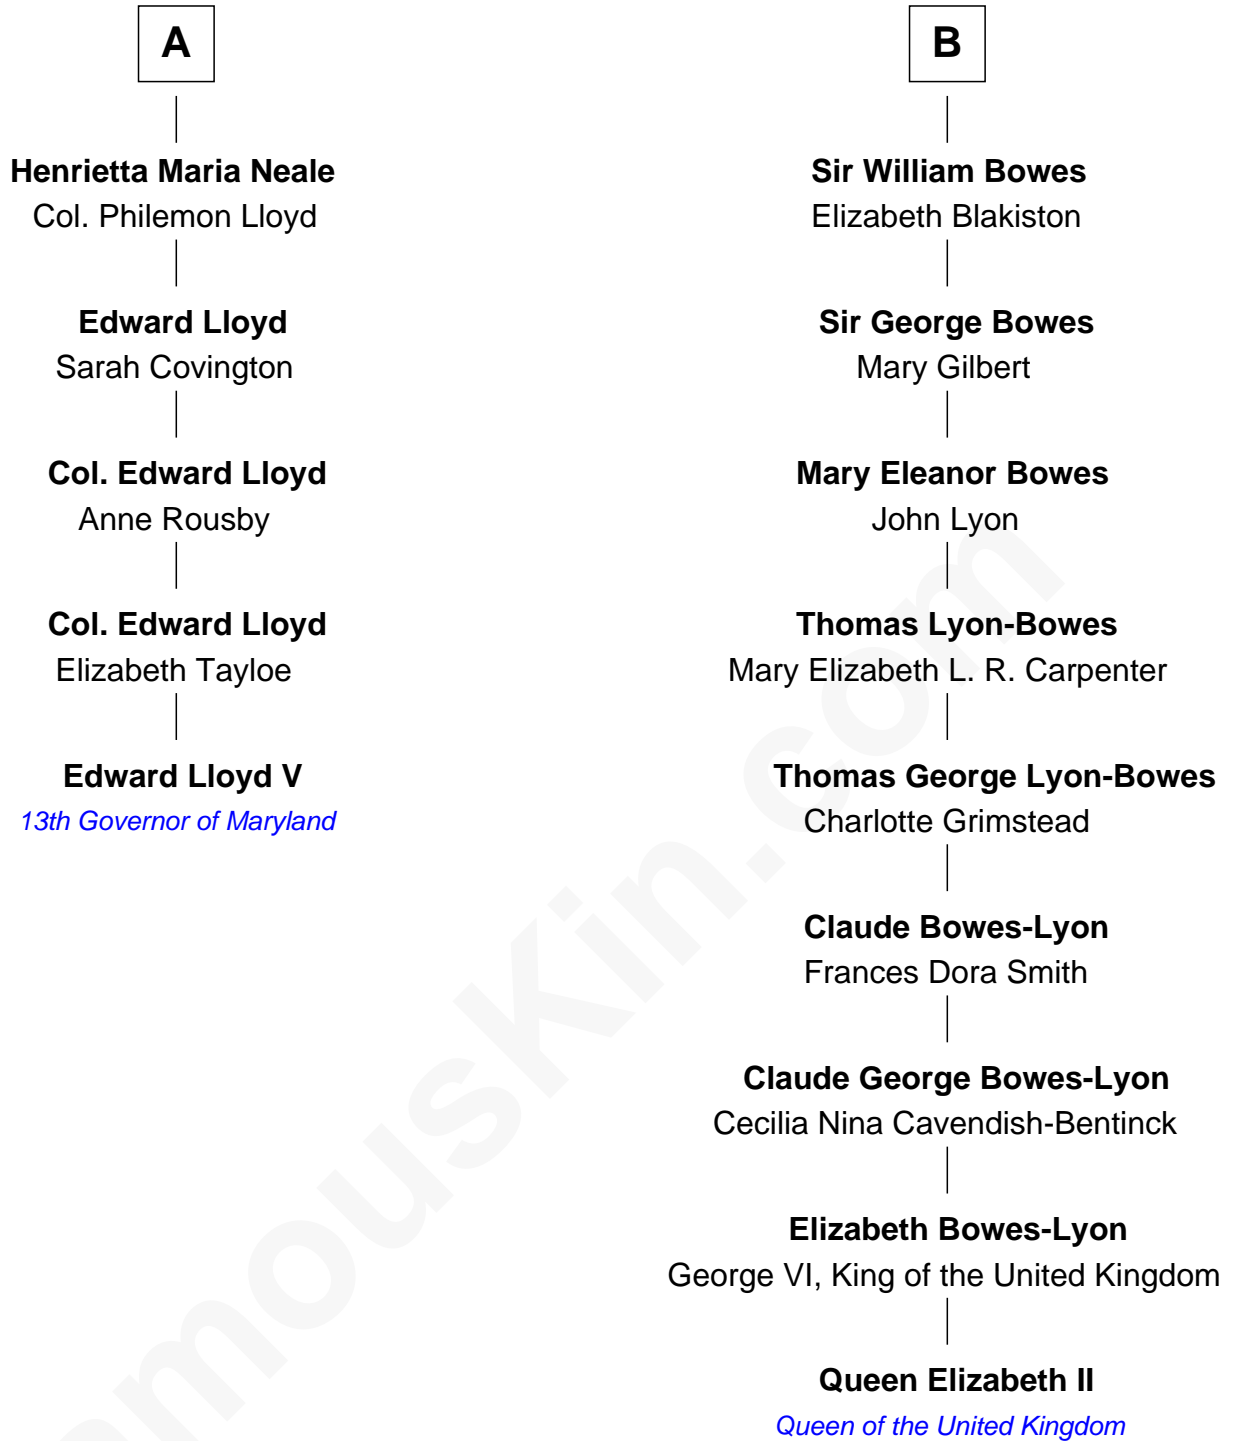 A
Henrietta Maria Neale
Col. Philemon Lloyd
Edward Lloyd
Sarah Covington
Col. Edward Lloyd
Anne Rousby
Col. Edward Lloyd
Elizabeth Tayloe
Edward Lloyd V
13th Governor of Maryland
B
Sir William Bowes
Elizabeth Blakiston
Sir George Bowes
Mary Gilbert
Mary Eleanor Bowes
John Lyon
Thomas Lyon-Bowes
Mary Elizabeth L. R. Carpenter
Thomas George Lyon-Bowes
Charlotte Grimstead
Claude Bowes-Lyon
Frances Dora Smith
Claude George Bowes-Lyon
Cecilia Nina Cavendish-Bentinck
Elizabeth Bowes-Lyon
George VI, King of the United Kingdom
Queen Elizabeth II
Queen of the United Kingdom
amousKin.com